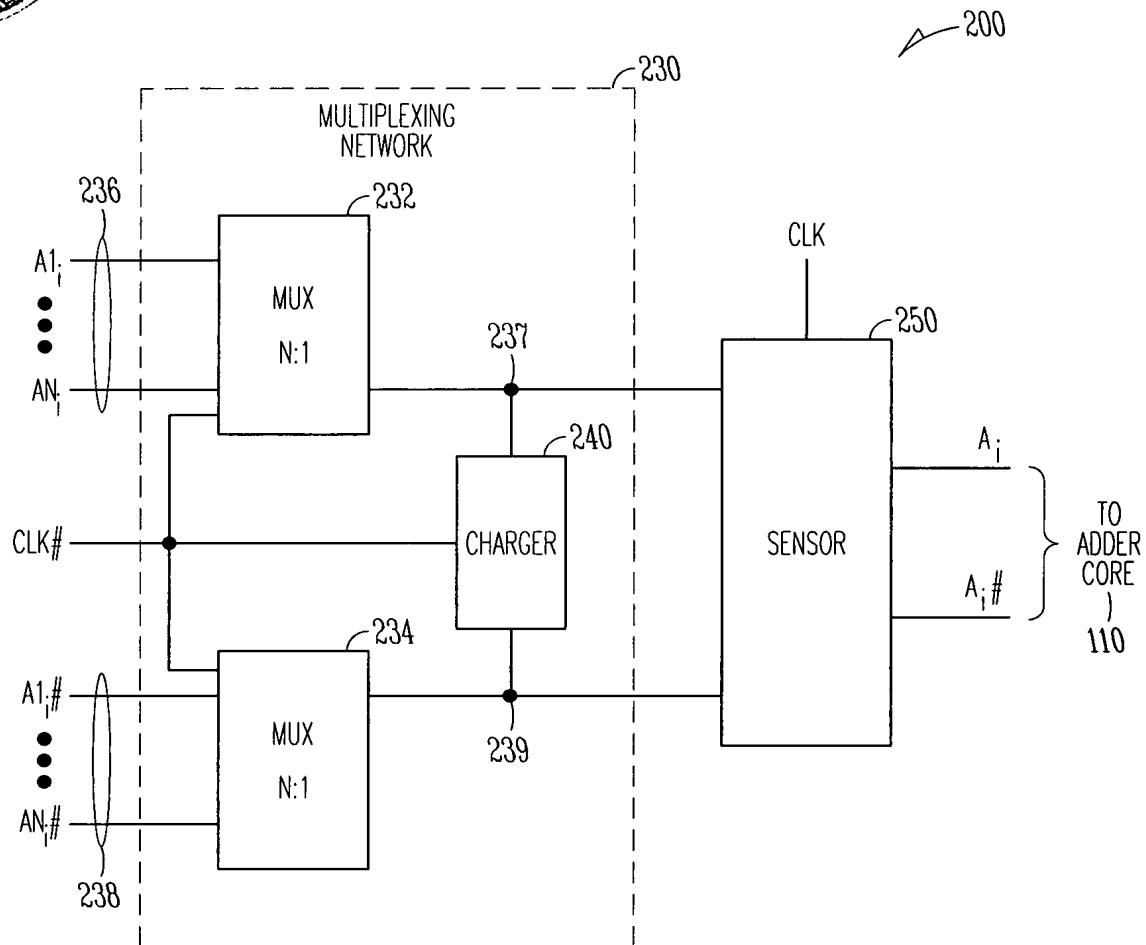 200
230
MULTIPLEXING
NETWORK
236
232
A1i
MUX
N:1
ANi
CLK
250
237
240
CLK#
CHARGER
SENSOR
Ai
Ai#
TO
ADDER
CORE
110
234
A1i#
MUX
N:1
ANi#
239
238